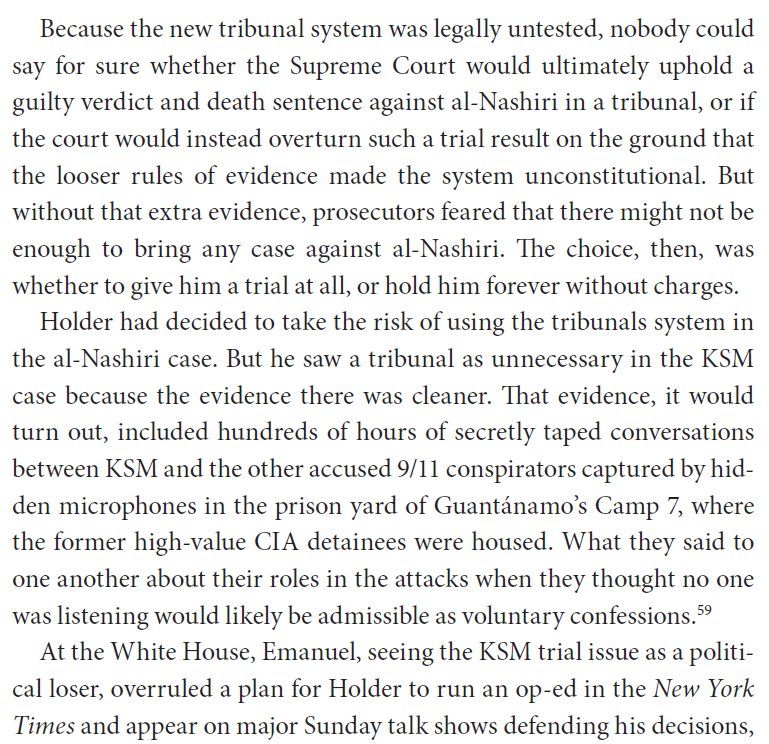 Because the new tribunal system was legally untested, nobody could
say for sure whether the Supreme Court would ultimately uphold a
guilty verdict and death sentence against al-Nashiri in a tribunal, or if
the court would instead overturn such a trial result on the ground that
the looser rules of evidence made the system unconstitutional. But
without that extra evidence, prosecutors feared that there might not be
enough to bring any case against al-Nashiri. The choice, then, was
whether to give him a trial at all, or hold him forever without charges.
Holder had decided to take the risk of using the tribunals system in
the al-Nashiri case. But he saw a tribunal as unnecessary in the KSM
case because the evidence there was cleaner. That evidence, it would
turn out, included hundreds of hours of secretly taped conversations
between KSM and the other accused 9/11 conspirators captured by hid-
den microphones in the prison yard of Guantánamo’s Camp 7, where
the former high-value CIA detainees were housed. What they said to
one another about their roles in the attacks when they thought no one
was listening would likely be admissible as voluntary confessions.59
At the White House, Emanuel, seeing the KSM trial issue as a politi-
cal loser, overruled a plan for Holder to run an op-ed in the New York
Times and appear on major Sunday talk shows defending his decisions,